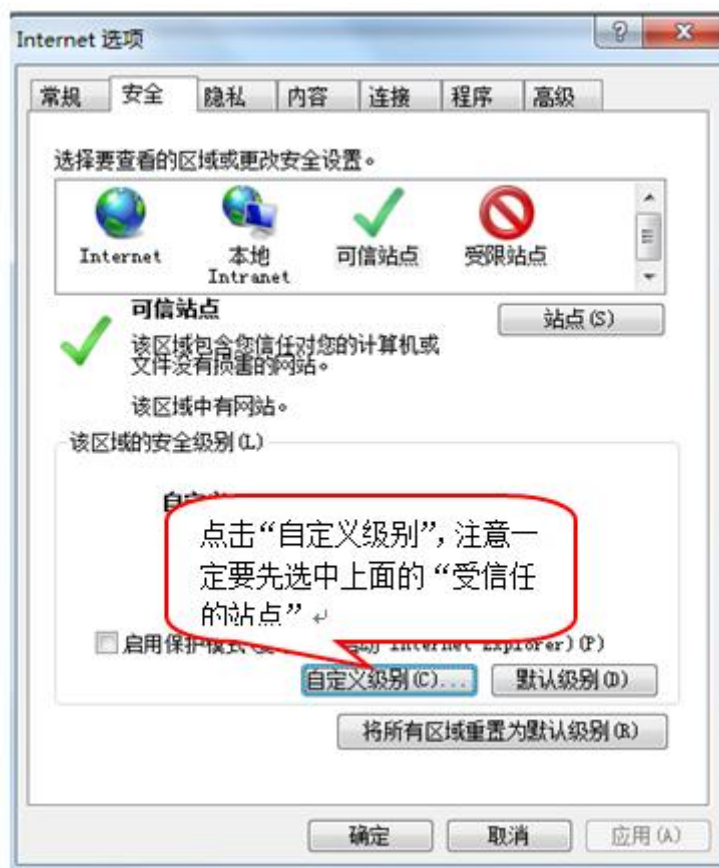 Internet 选项
常规 安全 隐私 内容 连接 程序 高级
选择要查看的区域或更改安全设置。
Internet
本地
Intranet
可信站点
受限站点
可信站点
站点(S)
该区域包含您信任对您的计算机或
文件没有损害的网站。
该区域中有网站。
该区域的安全级别(L)
点击“自定义级别”，注意一
定要先选中上面的“受信任
的站点”
启用保护模式 Internet Explorer)(P)
自定义级别(C)... 默认级别(D)
将所有区域重置为默认级别(R)
确定 取消 应用(A)